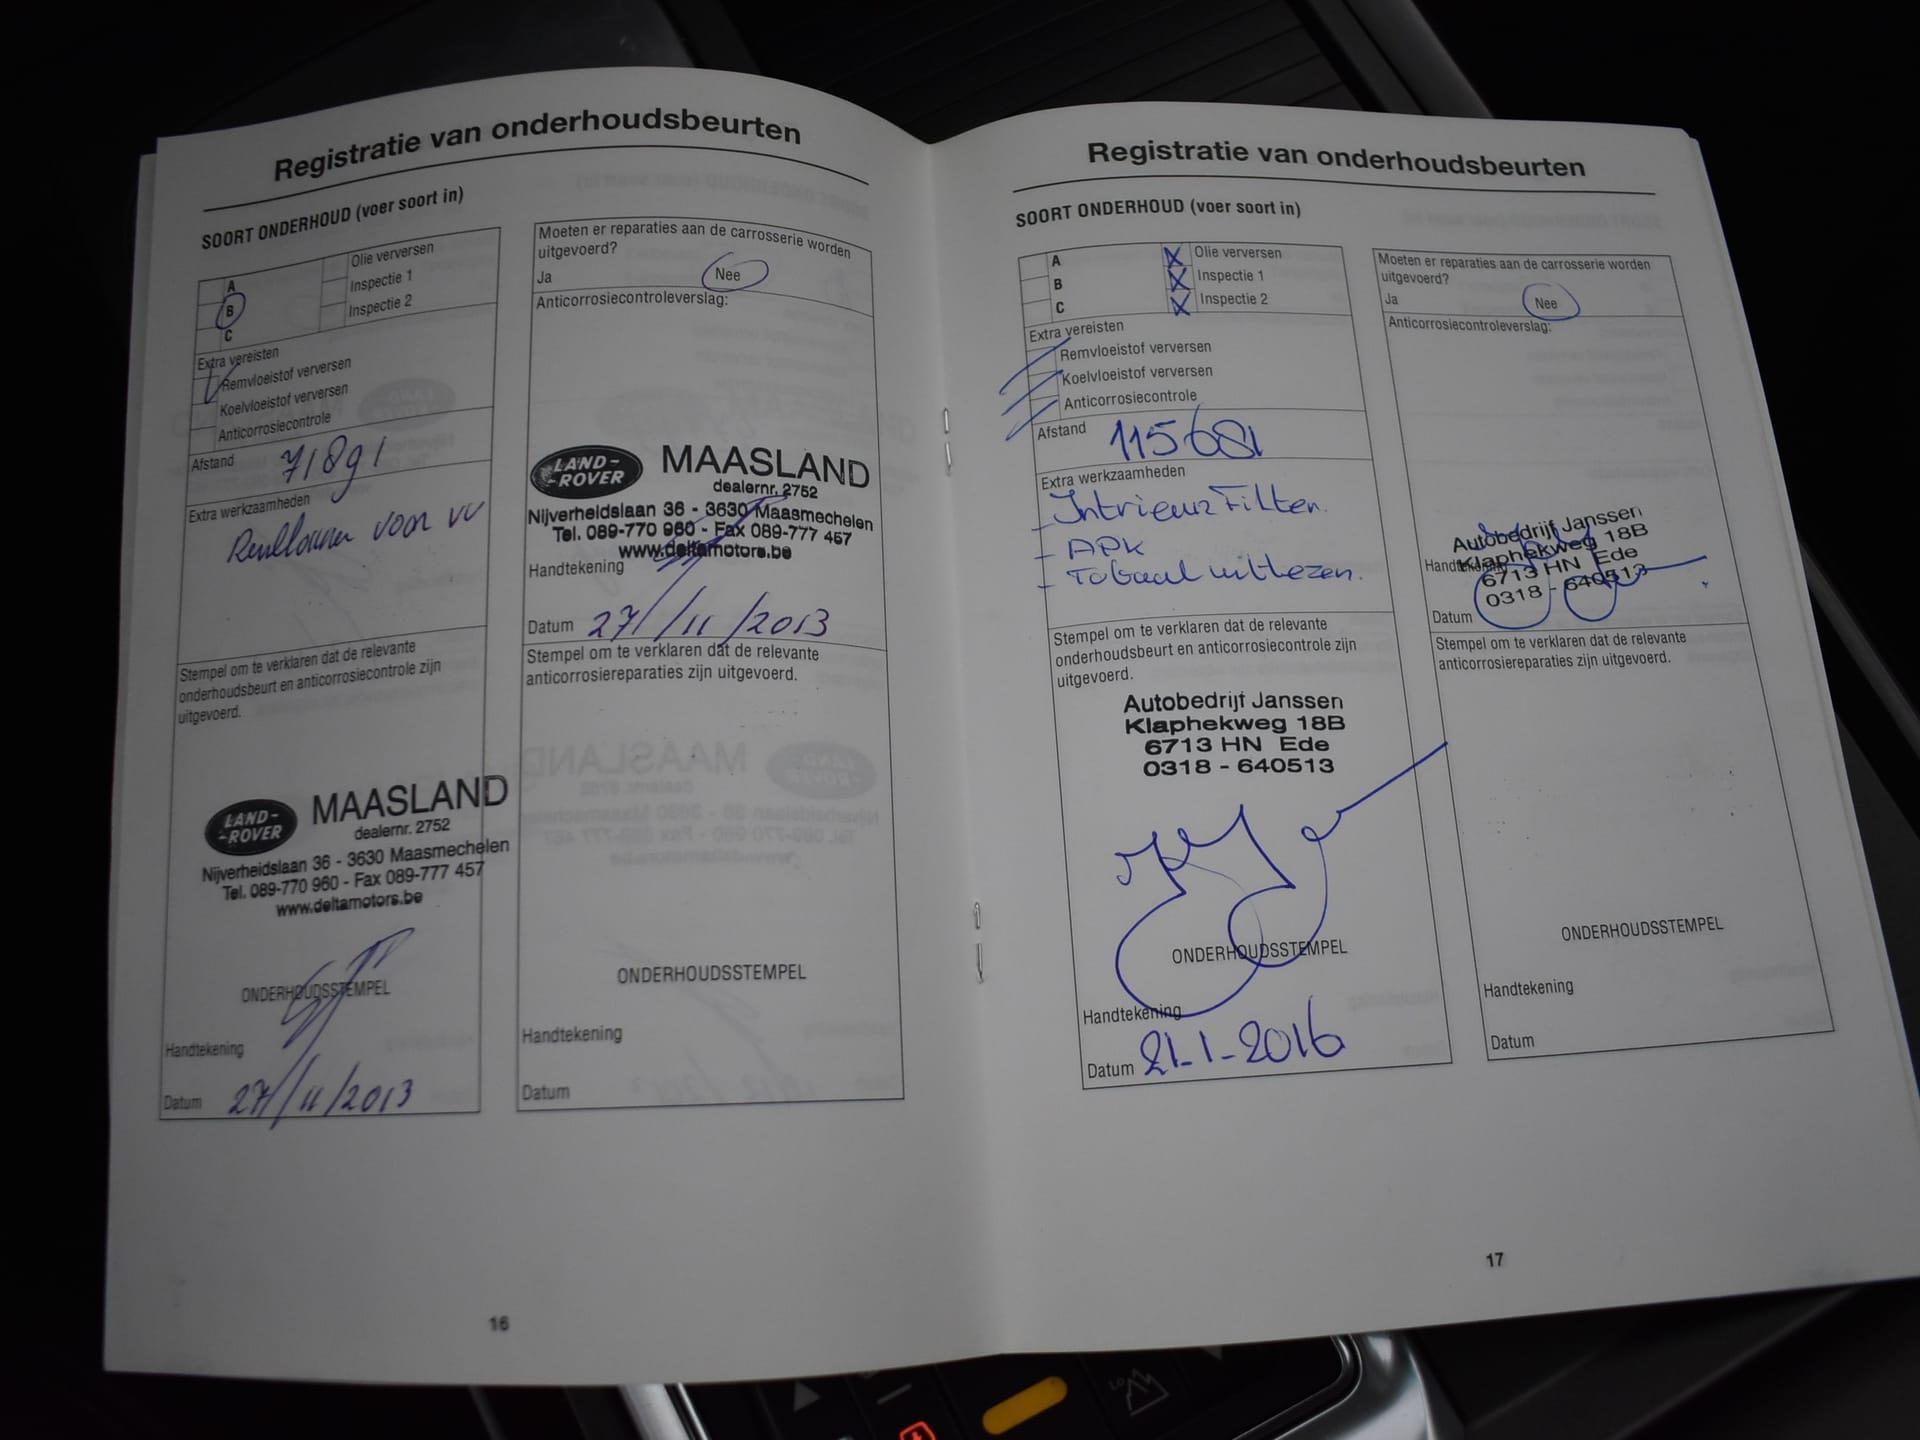 Registratie van onderhoudsbeurten
SOORT ONDERHOUD (voer soort in)
A
B
C
Olie verversen
Inspectie 1
Inspectie 2
Extra vereisten
Remvloeistof verversen
Koelvloeistof verversen
Anticorrosiecontrole
Afstand 71891
Extra werkzaamheden
voor vv
Stempel om te verklaren dat de relevante
onderhoudsbeurt en anticorrosiecontrole zijn
uitgevoerd.
LAND-
-ROVER
MAASLAND
dealernr. 2752
Nijverheidslaan 36 - 3630 Maasmechelen
Tel. 089-770 960 - Fax 089-777 457
www.deltamotors.be
ONDERHOUDSSTEMPEL
Handtekening
Datum 27/11/2013
Moeten er reparaties aan de carrosserie worden
uitgevoerd?
Ja Nee
Anticorrosiecontroleverslag:
LAND-
-ROVER
MAASLAND
dealernr. 2752
Nijverheidslaan 36 - 3630 Maasmechelen
Tel. 089-770 960 - Fax 089-777 457
www.deltamotors.be
Handtekening
Datum 27/11/2013
Stempel om te verklaren dat de relevante
anticorrosiereparaties zijn uitgevoerd.
ONDERHOUDSSTEMPEL
Handtekening
Datum
16
Registratie van onderhoudsbeurten
SOORT ONDERHOUD (voer soort in)
A
B
C
X Olie verversen
X Inspectie 1
X Inspectie 2
Extra vereisten
Remvloeistof verversen
Koelvloeistof verversen
Anticorrosiecontrole
Afstand 115681
Extra werkzaamheden
- Intrieur Filter.
- APK
- Totaal uitlezen.
Stempel om te verklaren dat de relevante
onderhoudsbeurt en anticorrosiecontrole zijn
uitgevoerd.
Autobedrijf Janssen
Klaphekweg 18B
6713 HN Ede
0318 - 640513
ONDERHOUDSSTEMPEL
Handtekening
Datum 21-1-2016
Moeten er reparaties aan de carrosserie worden
uitgevoerd?
Ja Nee
Anticorrosiecontroleverslag:
Autobedrijf Janssen
Klaphekweg 18B
6713 HN Ede
0318 - 640513
Handtekening
Datum
Stempel om te verklaren dat de relevante
anticorrosiereparaties zijn uitgevoerd.
ONDERHOUDSSTEMPEL
Handtekening
Datum
17
LO